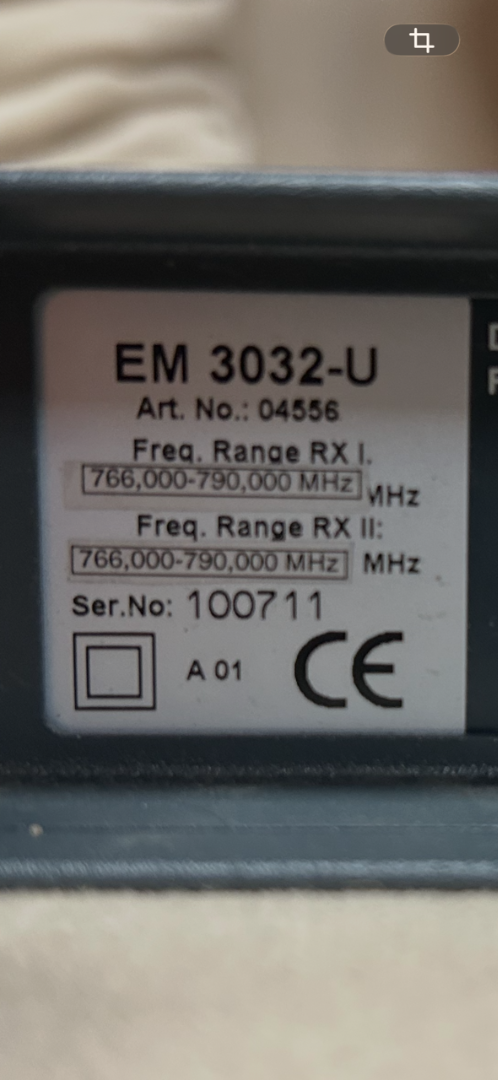 EM 3032-U
Art. No.: 04556
Freq. Range RX I.
766,000-790,000 MHz MHz
Freq. Range RX II:
766,000-790,000 MHz MHz
Ser.No: 100711
A 01 CE